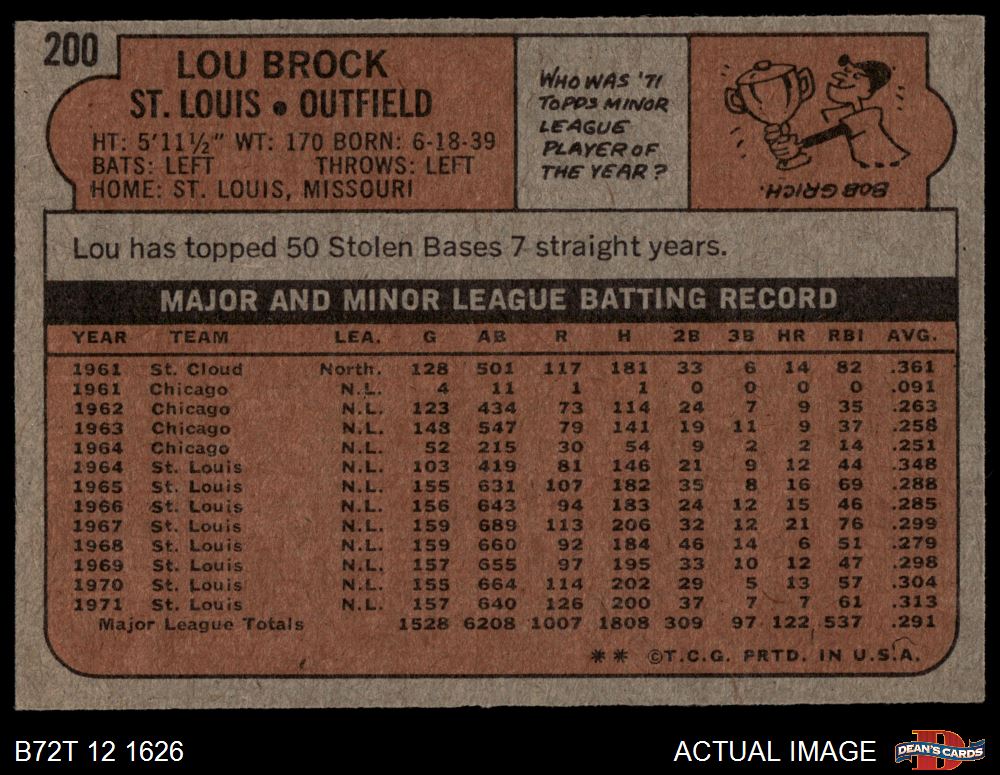 200
LOU BROCK
ST. LOUIS • OUTFIELD
HT: 5'11½" WT: 170 BORN: 6-18-39
BATS: LEFT THROWS: LEFT
HOME: ST. LOUIS, MISSOURI
WHO WAS '71
TOPPS MINOR
LEAGUE
PLAYER OF
THE YEAR?
BOB GRICH.
Lou has topped 50 Stolen Bases 7 straight years.
MAJOR AND MINOR LEAGUE BATTING RECORD
YEAR TEAM LEA. G AB R H 2B 3B HR RBI AVG.
1961 St. Cloud North. 128 501 117 181 33 6 14 82 .361
1961 Chicago N.L. 4 11 1 1 0 0 0 0 .091
1962 Chicago N.L. 123 434 73 114 24 7 9 35 .263
1963 Chicago N.L. 148 547 79 141 19 11 9 37 .258
1964 Chicago N.L. 52 215 30 54 9 2 2 14 .251
1964 St. Louis N.L. 103 419 81 146 21 9 12 44 .348
1965 St. Louis N.L. 155 631 107 182 35 8 16 69 .288
1966 St. Louis N.L. 156 643 94 183 24 12 15 46 .285
1967 St. Louis N.L. 159 689 113 206 32 12 21 76 .299
1968 St. Louis N.L. 159 660 92 184 46 14 6 51 .279
1969 St. Louis N.L. 157 655 97 195 33 10 12 47 .298
1970 St. Louis N.L. 155 664 114 202 29 5 13 57 .304
1971 St. Louis N.L. 157 640 126 200 37 7 7 61 .313
Major League Totals 1528 6208 1007 1808 309 97 122 537 .291
** ©T.C.G. PRTD. IN U.S.A.
B72T 12 1626
ACTUAL IMAGE
DEAN'S CARDS